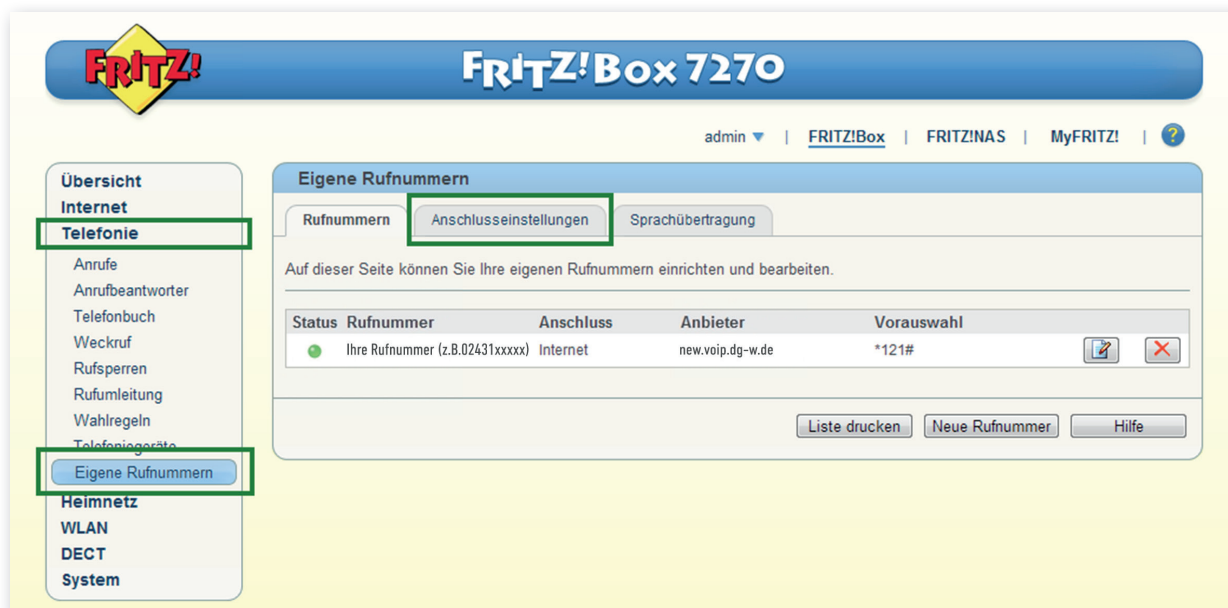 FRITZ!
FRITZ!Box 7270
admin | FRITZ!Box | FRITZ!NAS | MyFRITZ! | ?
Übersicht
Internet
Telefonie
Anrufe
Anrufbeantworter
Telefonbuch
Weckruf
Rufsperren
Rufumleitung
Wahlregeln
Telefoniegeräte
Eigene Rufnummern
Heimnetz
WLAN
DECT
System
Eigene Rufnummern
Rufnummern Anschlusseinstellungen Sprachübertragung
Auf dieser Seite können Sie Ihre eigenen Rufnummern einrichten und bearbeiten.
Status Rufnummer Anschluss Anbieter Vorauswahl
Ihre Rufnummer (z.B.02431xxxxx) Internet new.voip.dg-w.de *121#
Liste drucken Neue Rufnummer Hilfe